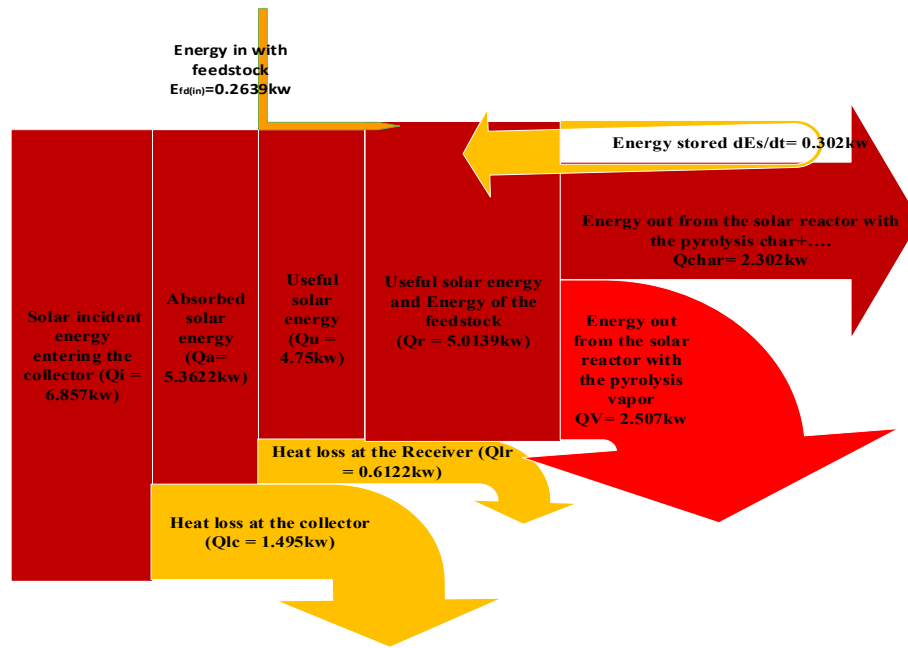 Energy in with
feedstock
Efd(in)=0.2639kw
Energy stored dEs/dt= 0.302kw
Energy out from the solar reactor with
the pyrolysis char+....
Qchar= 2.302kw
Solar incident
energy
entering the
collector (Qi =
6.857kw)
Absorbed
solar
energy
(Qa=
5.3622kw)
Useful
solar
energy
(Qu =
4.75kw)
Useful solar energy
and Energy of the
feedstock
(Qr = 5.0139kw)
Energy out
from the solar
reactor with
the pyrolysis
vapor
QV= 2.507kw
Heat loss at the Receiver (Qlr
= 0.6122kw)
Heat loss at the collector
(Qlc = 1.495kw)